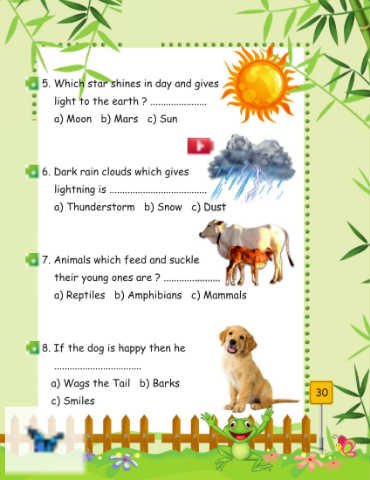 5. Which star shines in day and gives
light to the earth ? .....................
a) Moon b) Mars c) Sun
6. Dark rain clouds which gives
lightning is ....................................
a) Thunderstorm b) Snow c) Dust
7. Animals which feed and suckle
their young ones are ? .....................
a) Reptiles b) Amphibians c) Mammals
8. If the dog is happy then he
................................
a) Wags the Tail b) Barks
c) Smiles
30